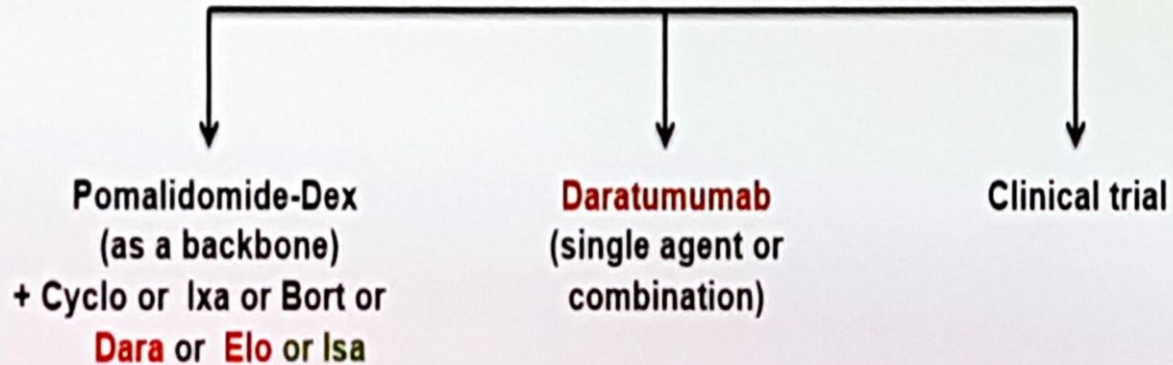 Pomalidomide-Dex
(as a backbone)
+ Cyclo or Ixa or Bort or
Dara or Elo or Isa
Daratumumab
(single agent or
combination)
Clinical trial